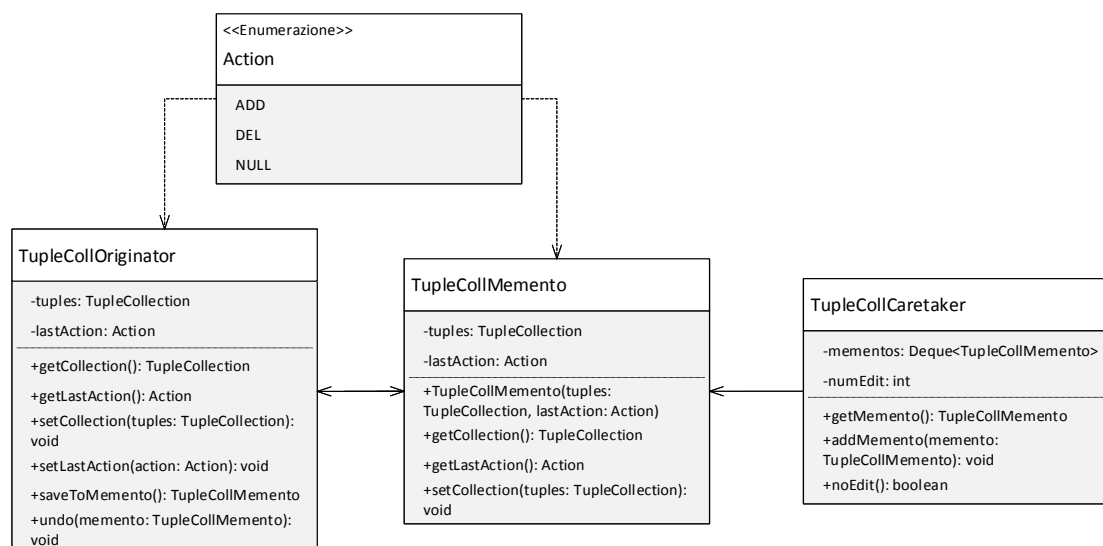 <<Enumerazione>>
Action
ADD
DEL
NULL
TupleCollOriginator
-tuples: TupleCollection
-lastAction: Action
+getCollection(): TupleCollection
+getLastAction(): Action
+setCollection(tuples: TupleCollection):
void
+setLastAction(action: Action): void
+saveToMemento(): TupleCollMemento
+undo(memento: TupleCollMemento):
void
TupleCollMemento
-tuples: TupleCollection
-lastAction: Action
+TupleCollMemento(tuples:
TupleCollection, lastAction: Action)
+getCollection(): TupleCollection
+getLastAction(): Action
+setCollection(tuples: TupleCollection):
void
TupleCollCaretaker
-mementos: Deque<TupleCollMemento>
-numEdit: int
+getMemento(): TupleCollMemento
+addMemento(memento:
TupleCollMemento): void
+noEdit(): boolean